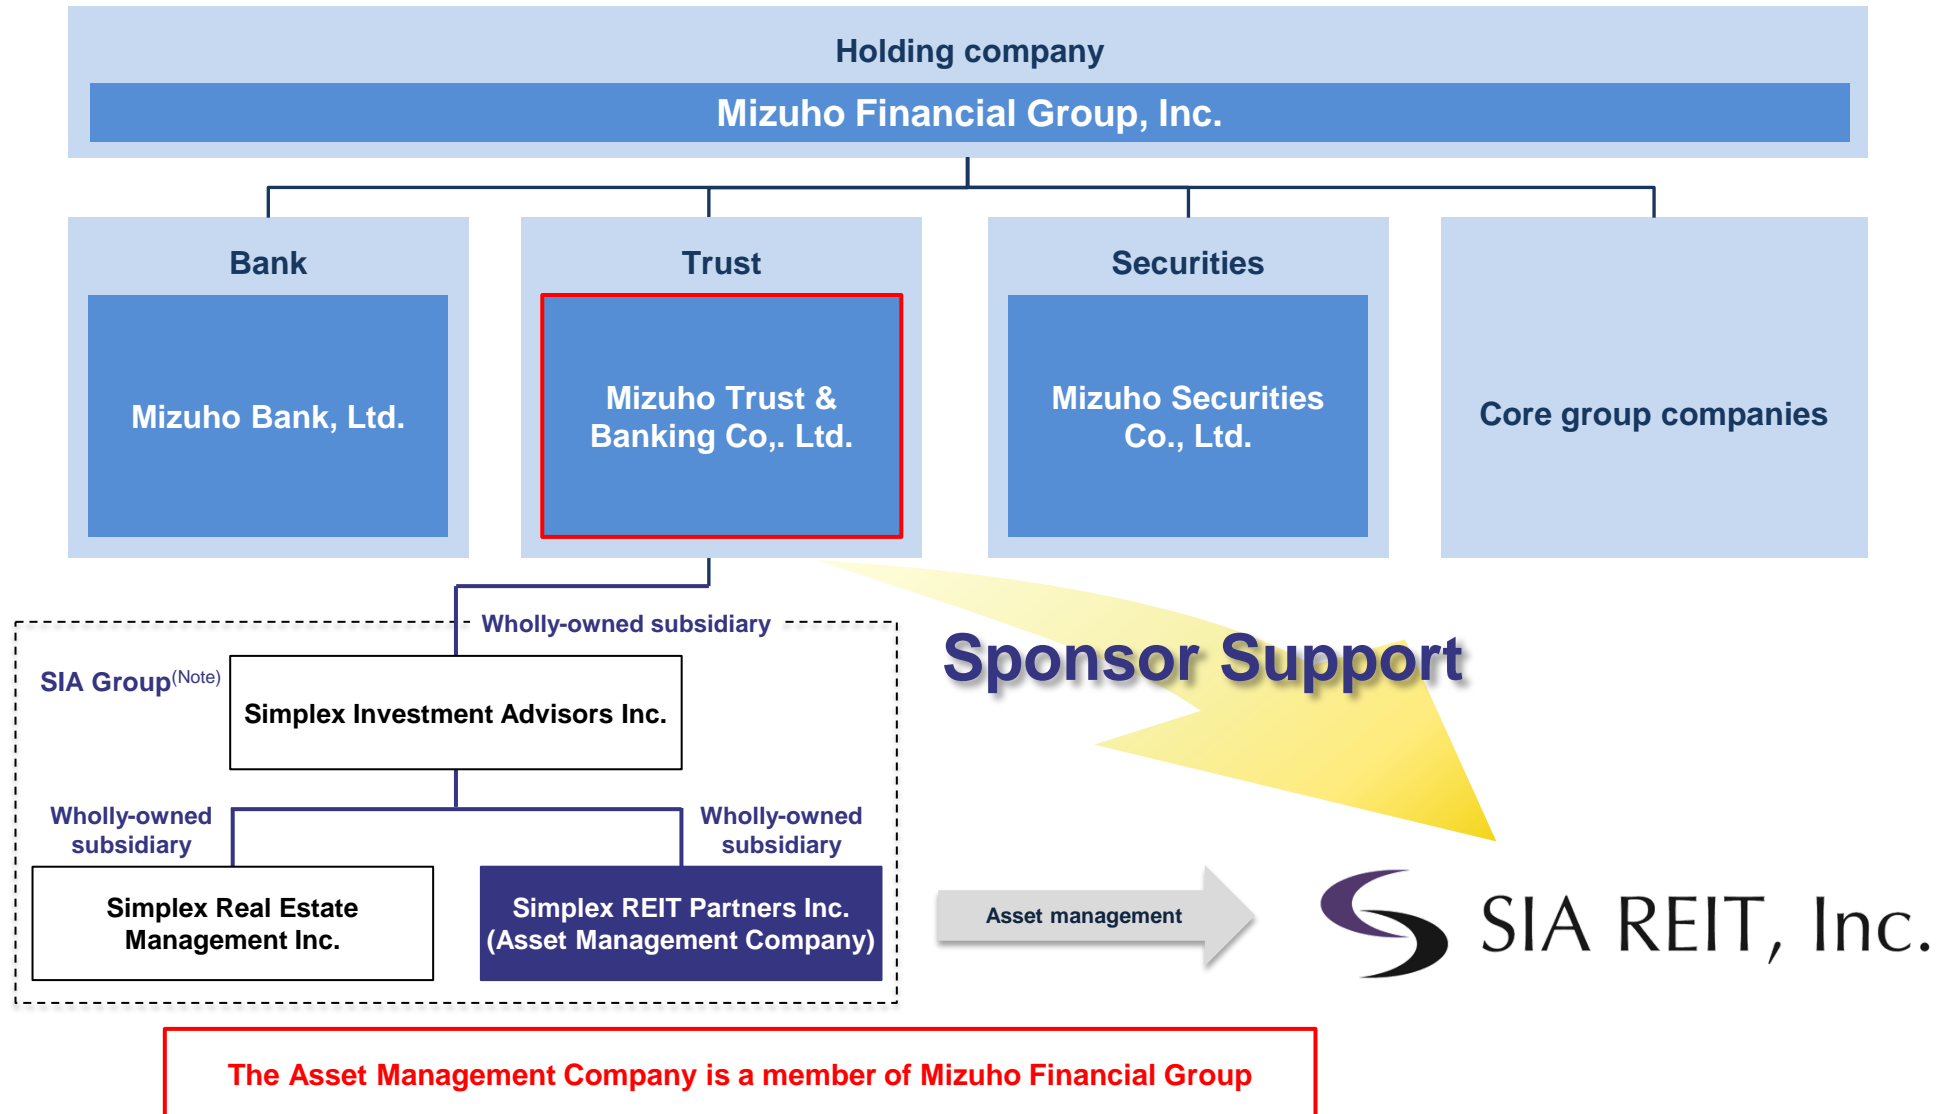 Holding company
Mizuho Financial Group, Inc.
Bank
Trust
Securities
Mizuho Bank, Ltd.
Mizuho Trust &
Banking Co,. Ltd.
Mizuho Securities
Co., Ltd.
Core group companies
Wholly-owned subsidiary
SIA Group(Note)
Simplex Investment Advisors Inc.
Sponsor Support
Wholly-owned
subsidiary
Wholly-owned
subsidiary
Simplex Real Estate
Management Inc.
Simplex REIT Partners Inc.
(Asset Management Company)
Asset management
SIA REIT, Inc.
The Asset Management Company is a member of Mizuho Financial Group